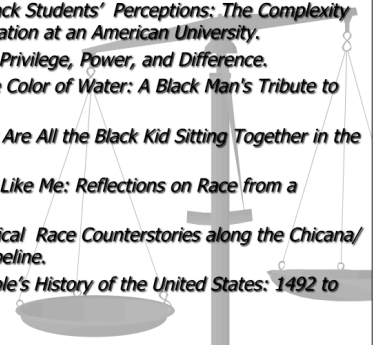 ack Students’ Perceptions: The Complexity
ation at an American University.
Privilege, Power, and Difference.
Color of Water: A Black Man's Tribute to
Are All the Black Kid Sitting Together in the
Like Me: Reflections on Race from a
ical Race Counterstories along the Chicana/
peline.
ple’s History of the United States: 1492 to